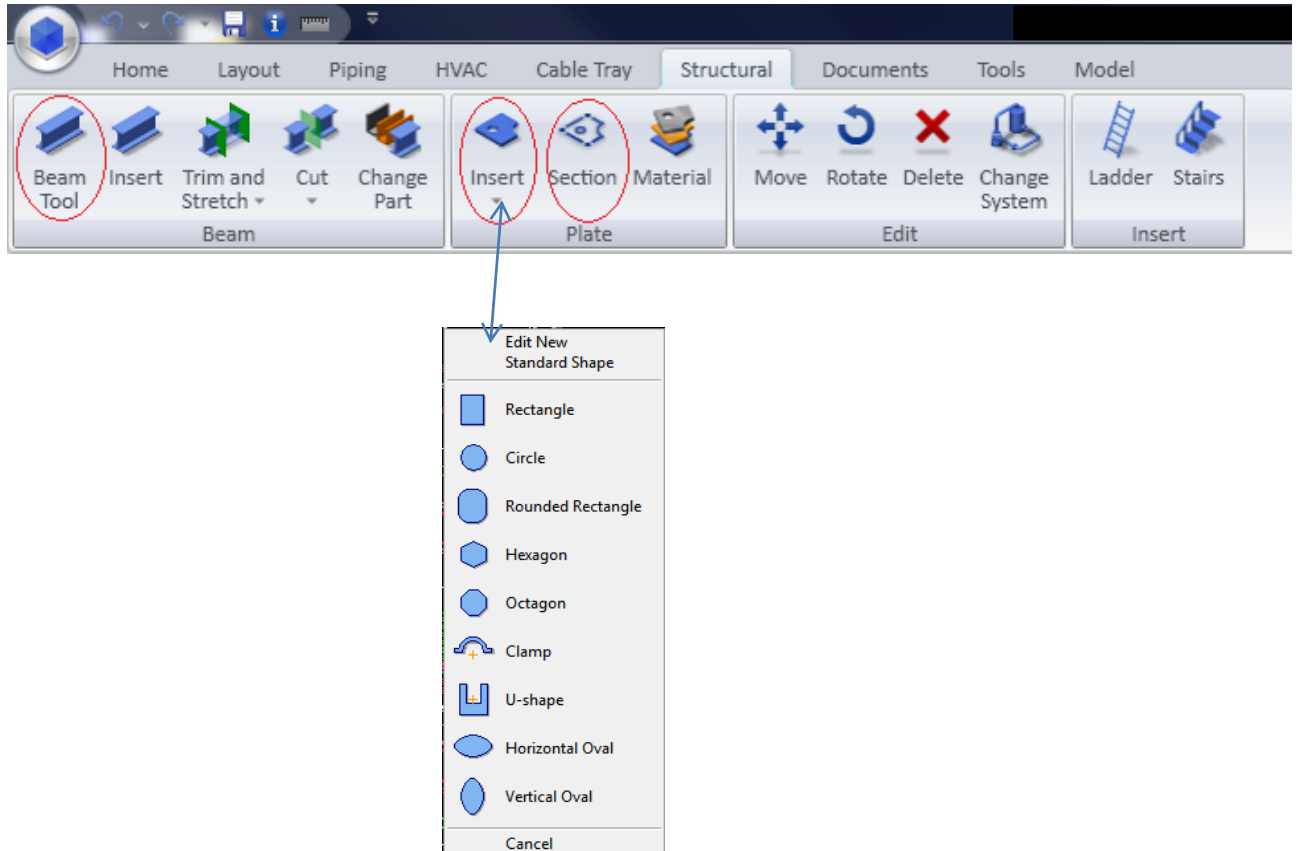 Home Layout Piping HVAC Cable Tray Structural Documents Tools Model
Beam Insert Trim and Cut Change Insert Section Material Move Rotate Delete Change Ladder Stairs
Tool Stretch Part System
Beam Plate Edit Insert
Edit New
Standard Shape
Rectangle
Circle
Rounded Rectangle
Hexagon
Octagon
Clamp
U-shape
Horizontal Oval
Vertical Oval
Cancel